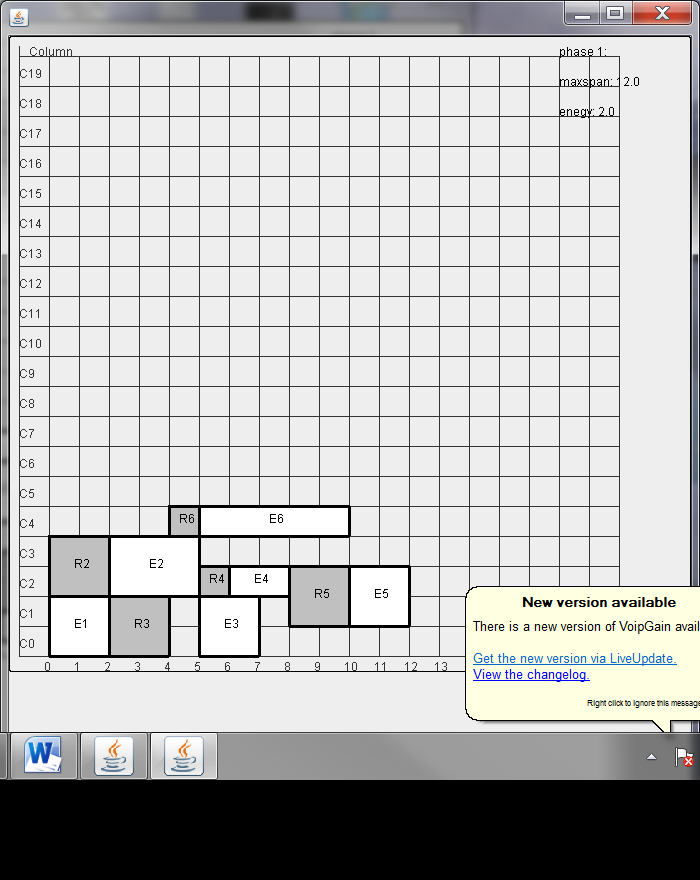 Column
phase 1:
C19
maxspan: 12.0
C18
enegy: 2.0
C17
C16
C15
C14
C13
C12
C11
C10
C9
C8
C7
C6
C5
C4 R6 E6
C3 R2 E2
C2 R4 E4
R5 E5
C1
E1 R3 E3
C0
0 1 2 3 4 5 6 7 8 9 10 11 12 13
New version available
There is a new version of VoipGain avail
Get the new version via LiveUpdate.
View the changelog.
Right click to ignore this message
W